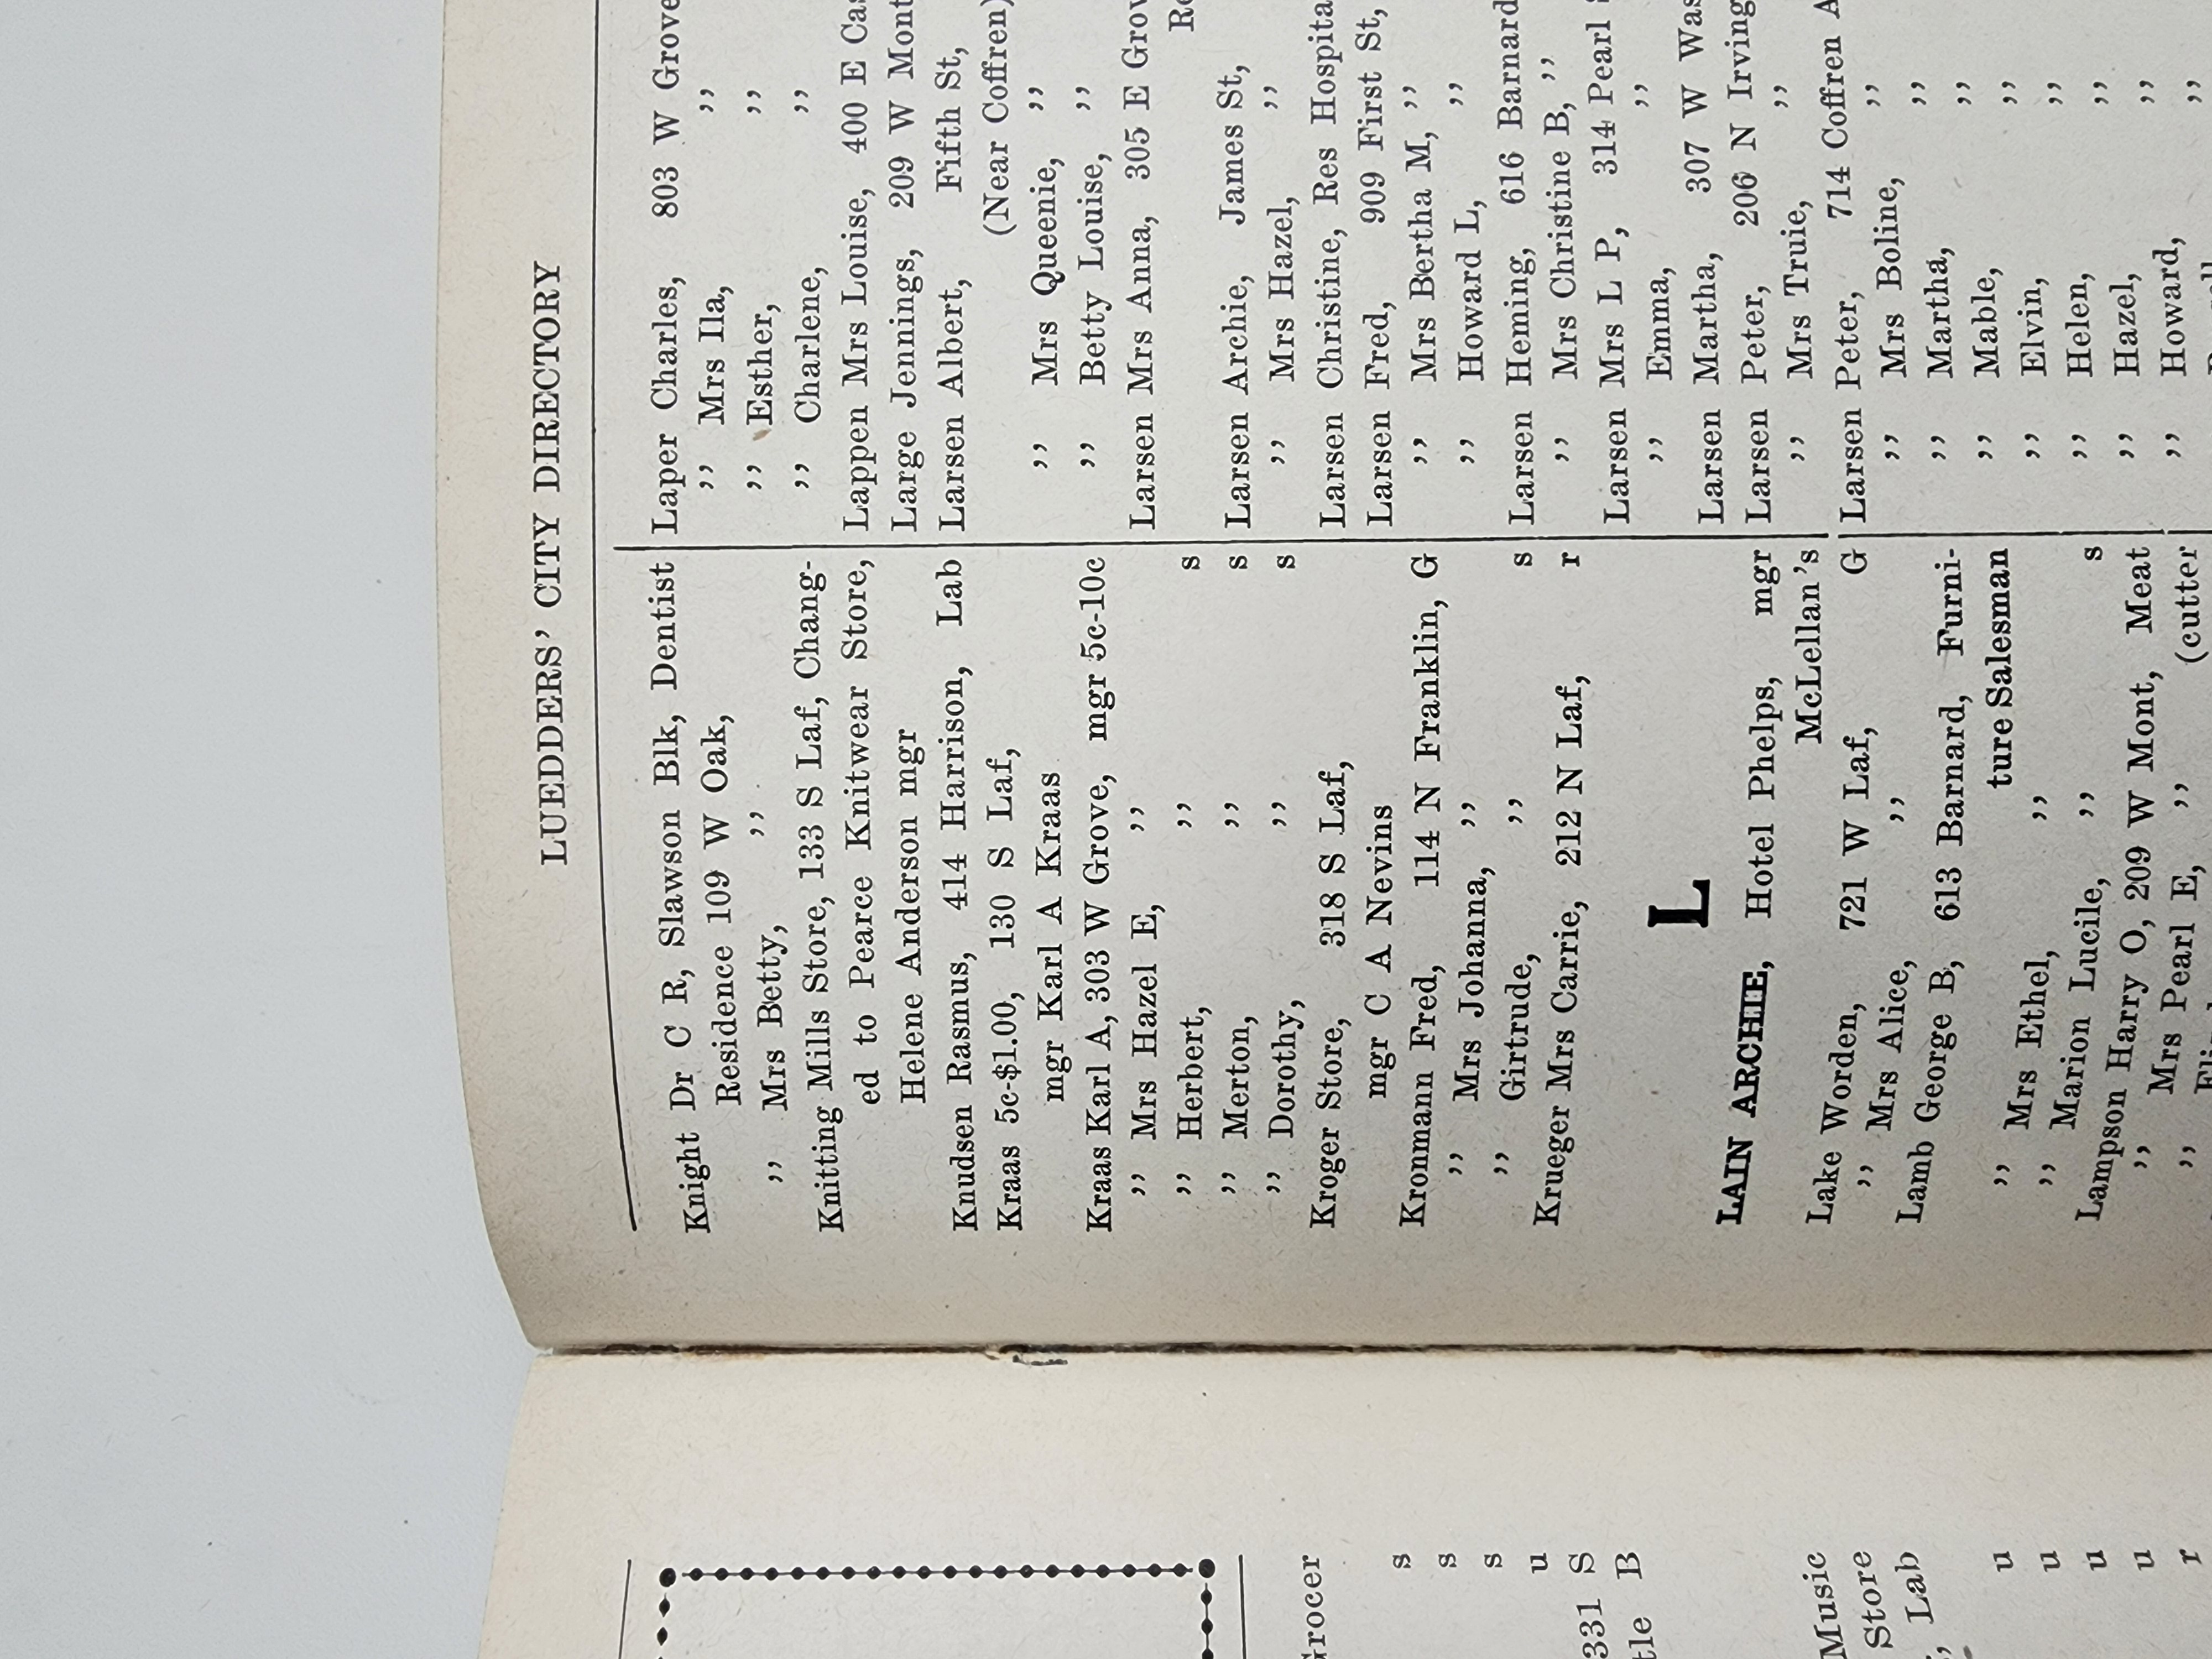 LUEDDERS' CITY DIRECTORY
Knight Dr C R, Slawson Blk, Dentist
Residence 109 W Oak,
,, Mrs Betty, ,,
Knitting Mills Store, 133 S Laf, Chang-
ed to Pearce Knitwear Store,
Helene Anderson mgr
Knudsen Rasmus, 414 Harrison, Lab
Kraas 5c-$1.00, 130 S Laf,
mgr Karl A Kraas
Kraas Karl A, 303 W Grove, mgr 5c-10c
,, Mrs Hazel E, ,,
,, Herbert, ,, s
,, Merton, ,, s
,, Dorothy, ,, s
Kroger Store, 318 S Laf,
mgr C A Nevins
Kronmann Fred, 114 N Franklin, G
,, Mrs Johanna, ,,
,, Girtrude, ,, s
Krueger Mrs Carrie, 212 N Laf, r
L
LAIN ARCHIE, Hotel Phelps, mgr
McLellan's
Lake Worden, 721 W Laf, G
,, Mrs Alice, ,,
Lamb George B, 613 Barnard, Furni-
ture Salesman
,, Mrs Ethel, ,,
,, Marion Lucile, ,, s
Lampson Harry O, 209 W Mont, Meat
,, Mrs Pearl E, ,, (cutter
Laper Charles, 803 W Grove
,, Mrs Ila, ,,
,, Esther, ,,
,, Charlene, ,,
Lappen Mrs Louise, 400 E
Large Jennings, 209 W Mont
Larsen Albert, Fifth St,
(Near Coffren)
,, Mrs Queenie, ,,
,, Betty Louise, ,,
Larsen Mrs Anna, 305 E
Larsen Archie, James St,
,, Mrs Hazel, ,,
Larsen Christine, Res
Larsen Fred, 909 First St,
,, Mrs Bertha M, ,,
,, Howard L, ,,
Larsen Heming, 616 Barnard
,, Mrs Christine B, ,,
Larsen Mrs L P, 314 Pearl
,, Emma, ,,
Larsen Martha, 307 W
Larsen Peter, 206 N Irving
,, Mrs Truie, ,,
Larsen Peter, 714 Coffren
,, Mrs Boline, ,,
,, Martha, ,,
,, Mable, ,,
,, Elvin, ,,
,, Helen, ,,
,, Hazel, ,,
,, Howard, ,,
Grocer
s
s
s
u
331 S
B
Music
Store
, Lab
u
u
u
u
r